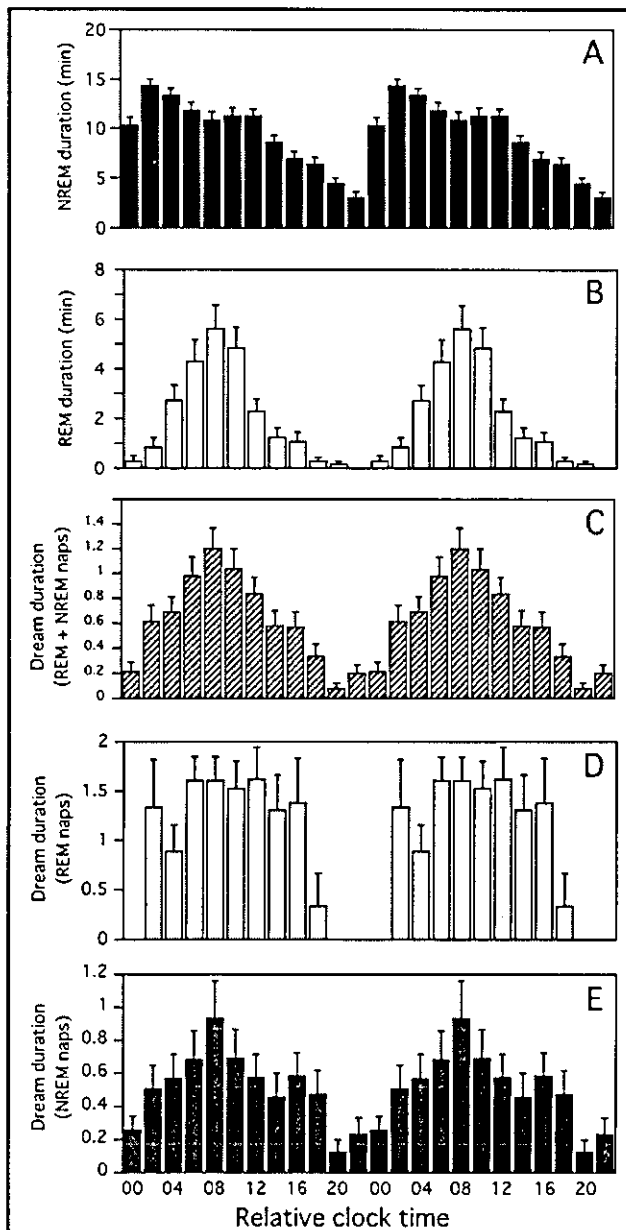 A
NREM duration (min)
20
15
10
5
0
B
REM duration (min)
8
6
4
2
0
C
Dream duration
(REM + NREM naps)
1.4
1.2
1
0.8
0.6
0.4
0.2
0
D
Dream duration
(REM naps)
2
1.5
1
0.5
0
E
Dream duration
(NREM naps)
1.2
1
0.8
0.6
0.4
0.2
0
00 04 08 12 16 20 00 04 08 12 16 20
Relative clock time